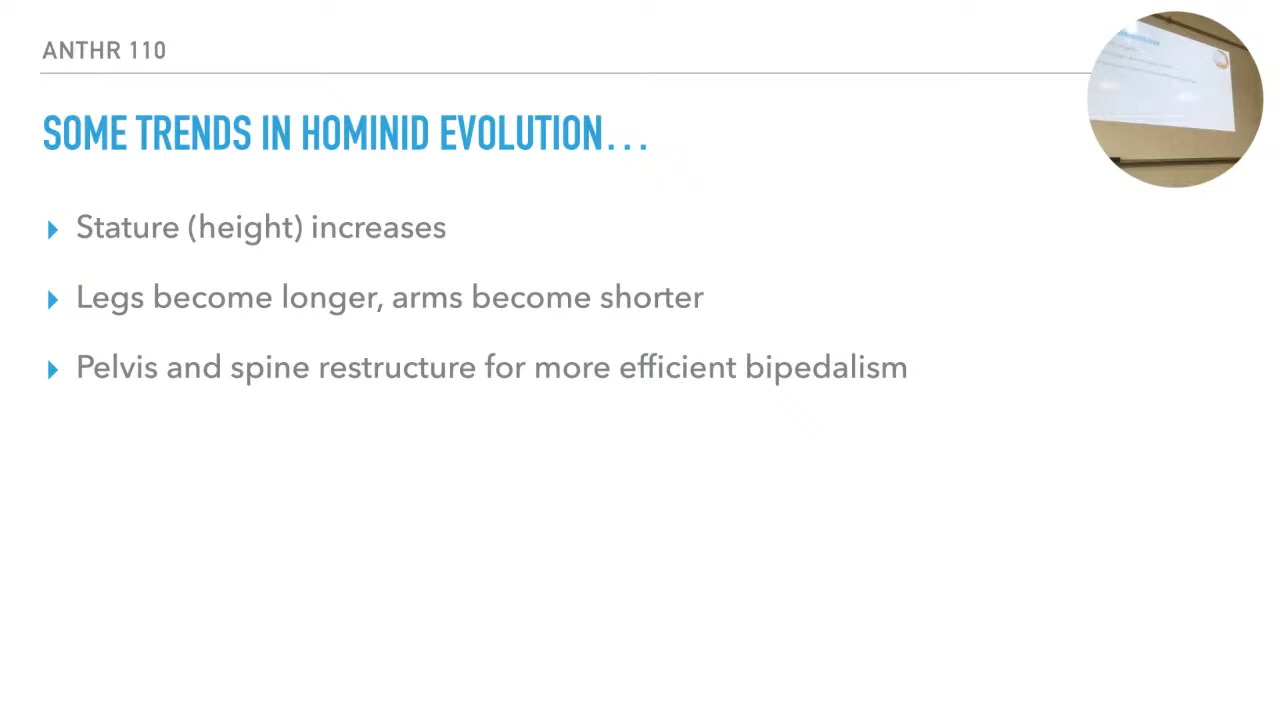 ANTHR 110
SOME TRENDS IN HOMINID EVOLUTION...
▸ Stature (height) increases
▸ Legs become longer, arms become shorter
▸ Pelvis and spine restructure for more efficient bipedalism